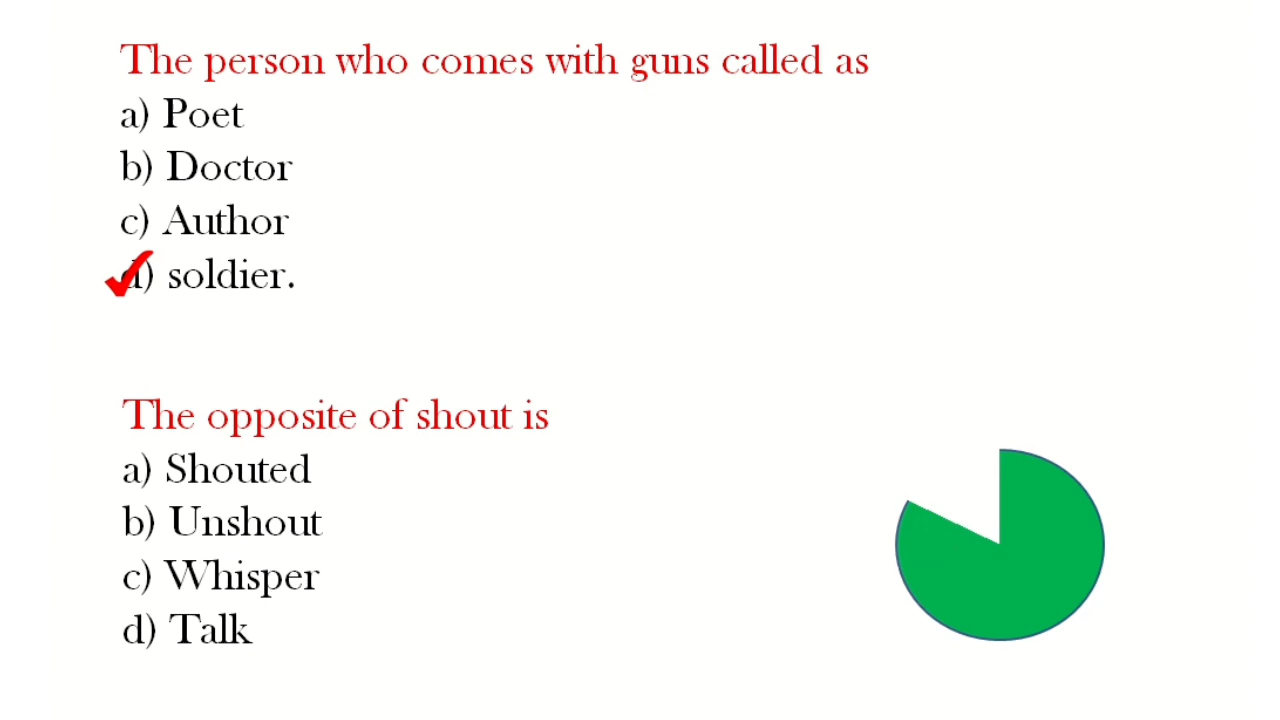 The person who comes with guns called as
a) Poet
b) Doctor
c) Author
d) soldier.
The opposite of shout is
a) Shouted
b) Unshout
c) Whisper
d) Talk